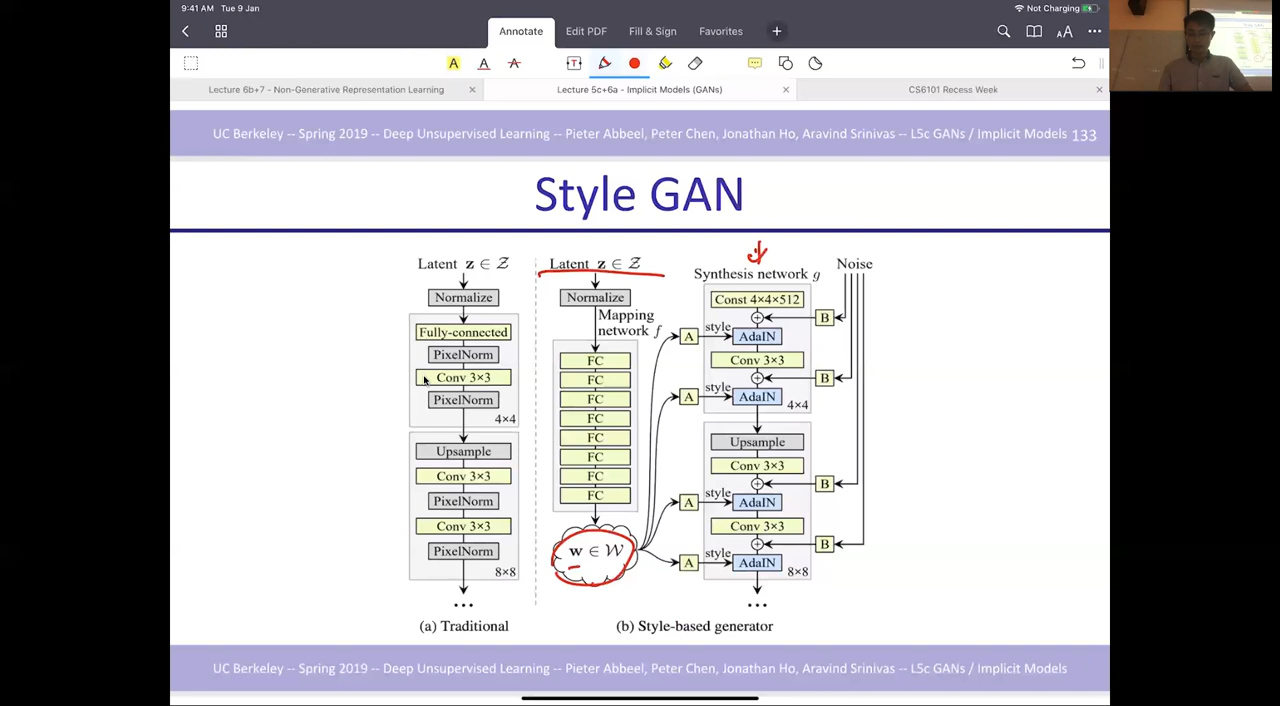 9:41 AM Tue 9 Jan
Not Charging
Annotate Edit PDF Fill & Sign Favorites +
A A A T AA
Lecture 6b+7 - Non-Generative Representation Learning × Lecture 5c+6a - Implicit Models (GANs) × CS6101 Recess Week ×
UC Berkeley -- Spring 2019 -- Deep Unsupervised Learning -- Pieter Abbeel, Peter Chen, Jonathan Ho, Aravind Srinivas -- L5c GANs / Implicit Models 133
Style GAN
Latent z ∈ Z
Normalize
Fully-connected
PixelNorm
Conv 3×3
PixelNorm
4×4
Upsample
Conv 3×3
PixelNorm
Conv 3×3
PixelNorm
8×8
...
(a) Traditional
Latent z ∈ Z
Normalize
Mapping
network f
FC
FC
FC
FC
FC
FC
FC
FC
w ∈ W
A
A
A
A
style
style
style
style
Synthesis network g
Const 4×4×512
AdaIN
Conv 3×3
AdaIN
4×4
Upsample
Conv 3×3
AdaIN
Conv 3×3
AdaIN
8×8
...
Noise
B
B
B
B
(b) Style-based generator
UC Berkeley -- Spring 2019 -- Deep Unsupervised Learning -- Pieter Abbeel, Peter Chen, Jonathan Ho, Aravind Srinivas -- L5c GANs / Implicit Models